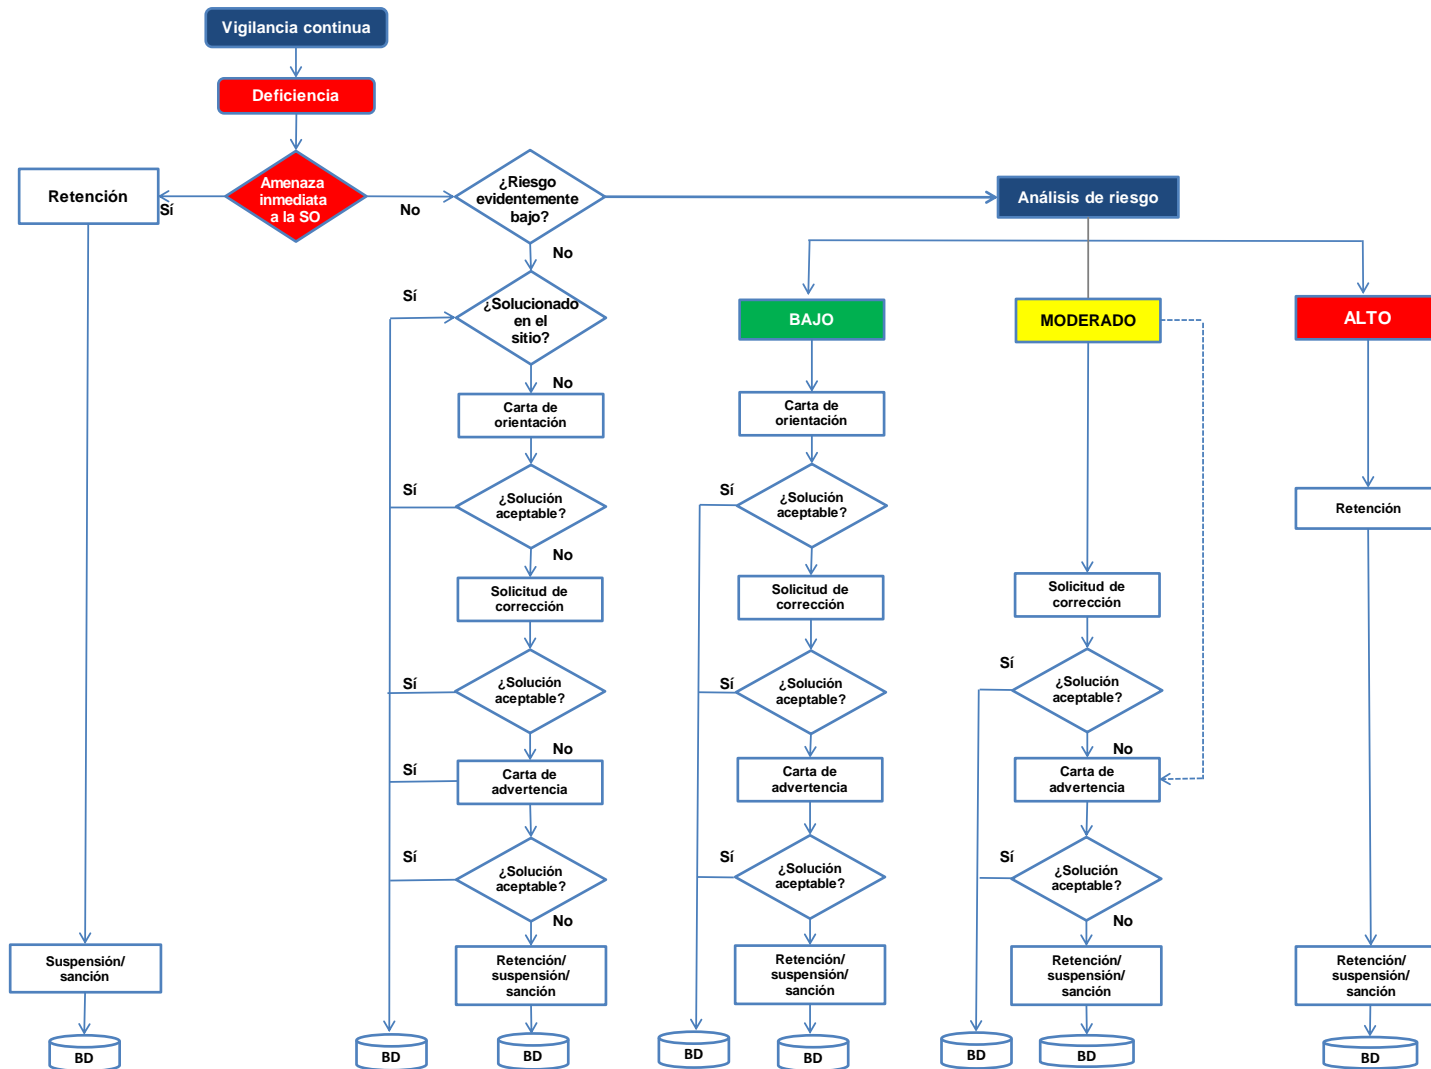 Vigilancia continua
Deficiencia
Amenaza
inmediata
a la SO
Retención
Sí
No
¿Riesgo
evidentemente
bajo?
Análisis de riesgo
No
Sí
¿Solucionado
en el
sitio?
BAJO
MODERADO
ALTO
No
Carta de
orientación
Carta de
orientación
Sí
¿Solución
aceptable?
Sí
¿Solución
aceptable?
Retención
No
Solicitud de
corrección
Solicitud de
corrección
Solicitud de
corrección
Sí
¿Solución
aceptable?
Sí
¿Solución
aceptable?
Sí
¿Solución
aceptable?
No
No
Sí
Carta de
advertencia
Carta de
advertencia
Carta de
advertencia
Sí
¿Solución
aceptable?
Sí
¿Solución
aceptable?
Sí
¿Solución
aceptable?
No
No
Suspensión/
sanción
Retención/
suspensión/
sanción
Retención/
suspensión/
sanción
Retención/
suspensión/
sanción
Retención/
suspensión/
sanción
BD
BD
BD
BD
BD
BD
BD
BD